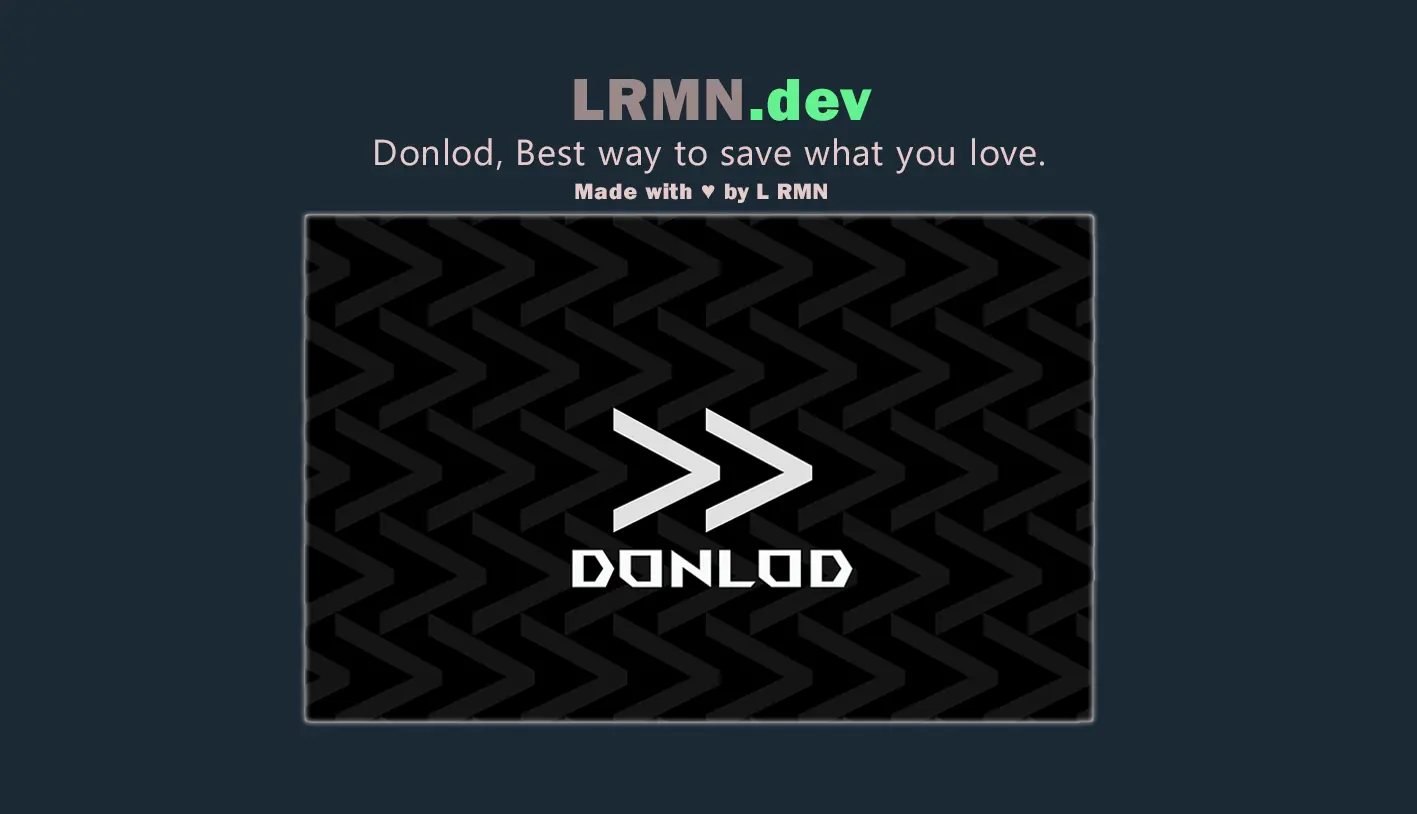 LRMN.dev
Donlod, Best way to save what you love.
Made with ♥ by L RMN
DONLOD